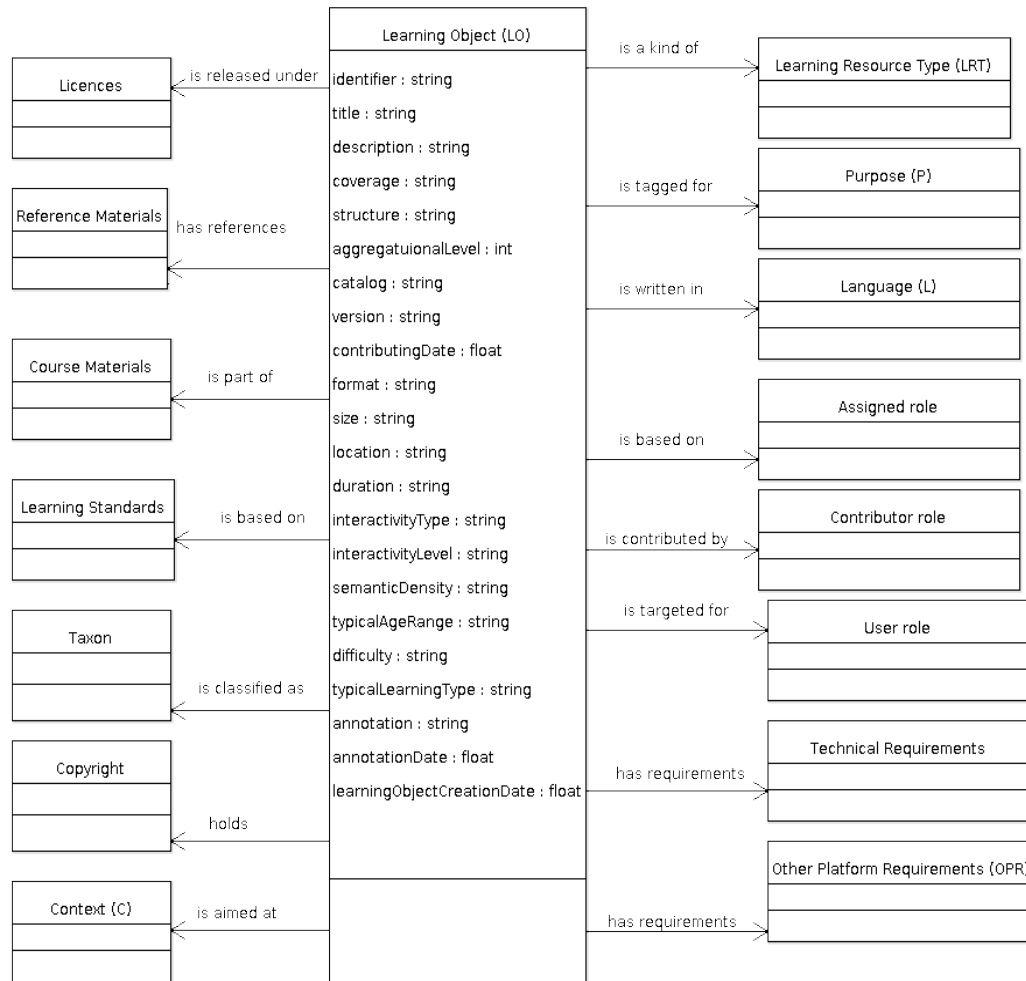 Learning Object (LO)
identifier : string
title : string
description : string
coverage : string
structure : string
aggregatuionalLevel : int
catalog : string
version : string
contributingDate : float
format : string
size : string
location : string
duration : string
interactivityType : string
interactivityLevel : string
semanticDensity : string
typicalAgeRange : string
difficulty : string
typicalLearningType : string
annotation : string
annotationDate : float
learningObjectCreationDate : float
is released under
Licences
has references
Reference Materials
is part of
Course Materials
is based on
Learning Standards
is classified as
Taxon
holds
Copyright
is aimed at
Context (C)
is a kind of
Learning Resource Type (LRT)
is tagged for
Purpose (P)
is written in
Language (L)
is based on
Assigned role
is contributed by
Contributor role
is targeted for
User role
has requirements
Technical Requirements
has requirements
Other Platform Requirements (OPR)